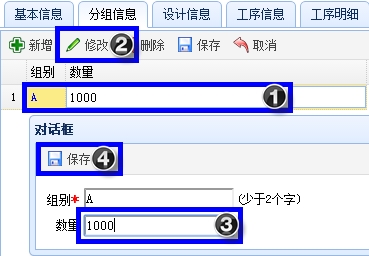 基本信息 分组信息 设计信息 工序信息 工序明细
新增 修改 2 删除 保存 取消
组别 数量
1 A 1000 1
对话框
保存 4
组别* A (少于2个字)
数量 1000 3